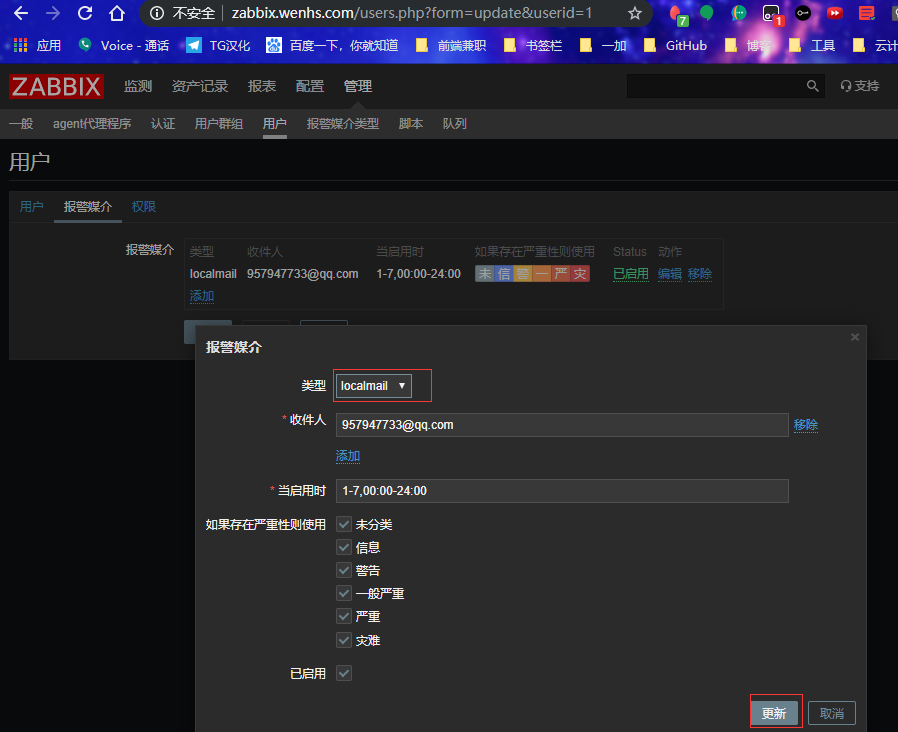 不安全 zabbix.wenhs.com/users.php?form=update&userid=1 7 1
应用 Voice - 通话 TG汉化 百度一下，你就知道 前端兼职 书签栏 一加 GitHub 博客 工具 云计
ZABBIX 监测 资产记录 报表 配置 管理 支持
一般 agent代理程序 认证 用户群组 用户 报警媒介类型 脚本 队列
用户
用户 报警媒介 权限
报警媒介 类型 收件人 当启用时 如果存在严重性则使用 Status 动作
localmail 957947733@qq.com 1-7,00:00-24:00 未 信 警 一 严 灾 已启用 编辑 移除
添加
报警媒介 ×
类型 localmail ▼
* 收件人 957947733@qq.com 移除
添加
* 当启用时 1-7,00:00-24:00
如果存在严重性则使用 未分类
信息
警告
一般严重
严重
灾难
已启用
更新 取消